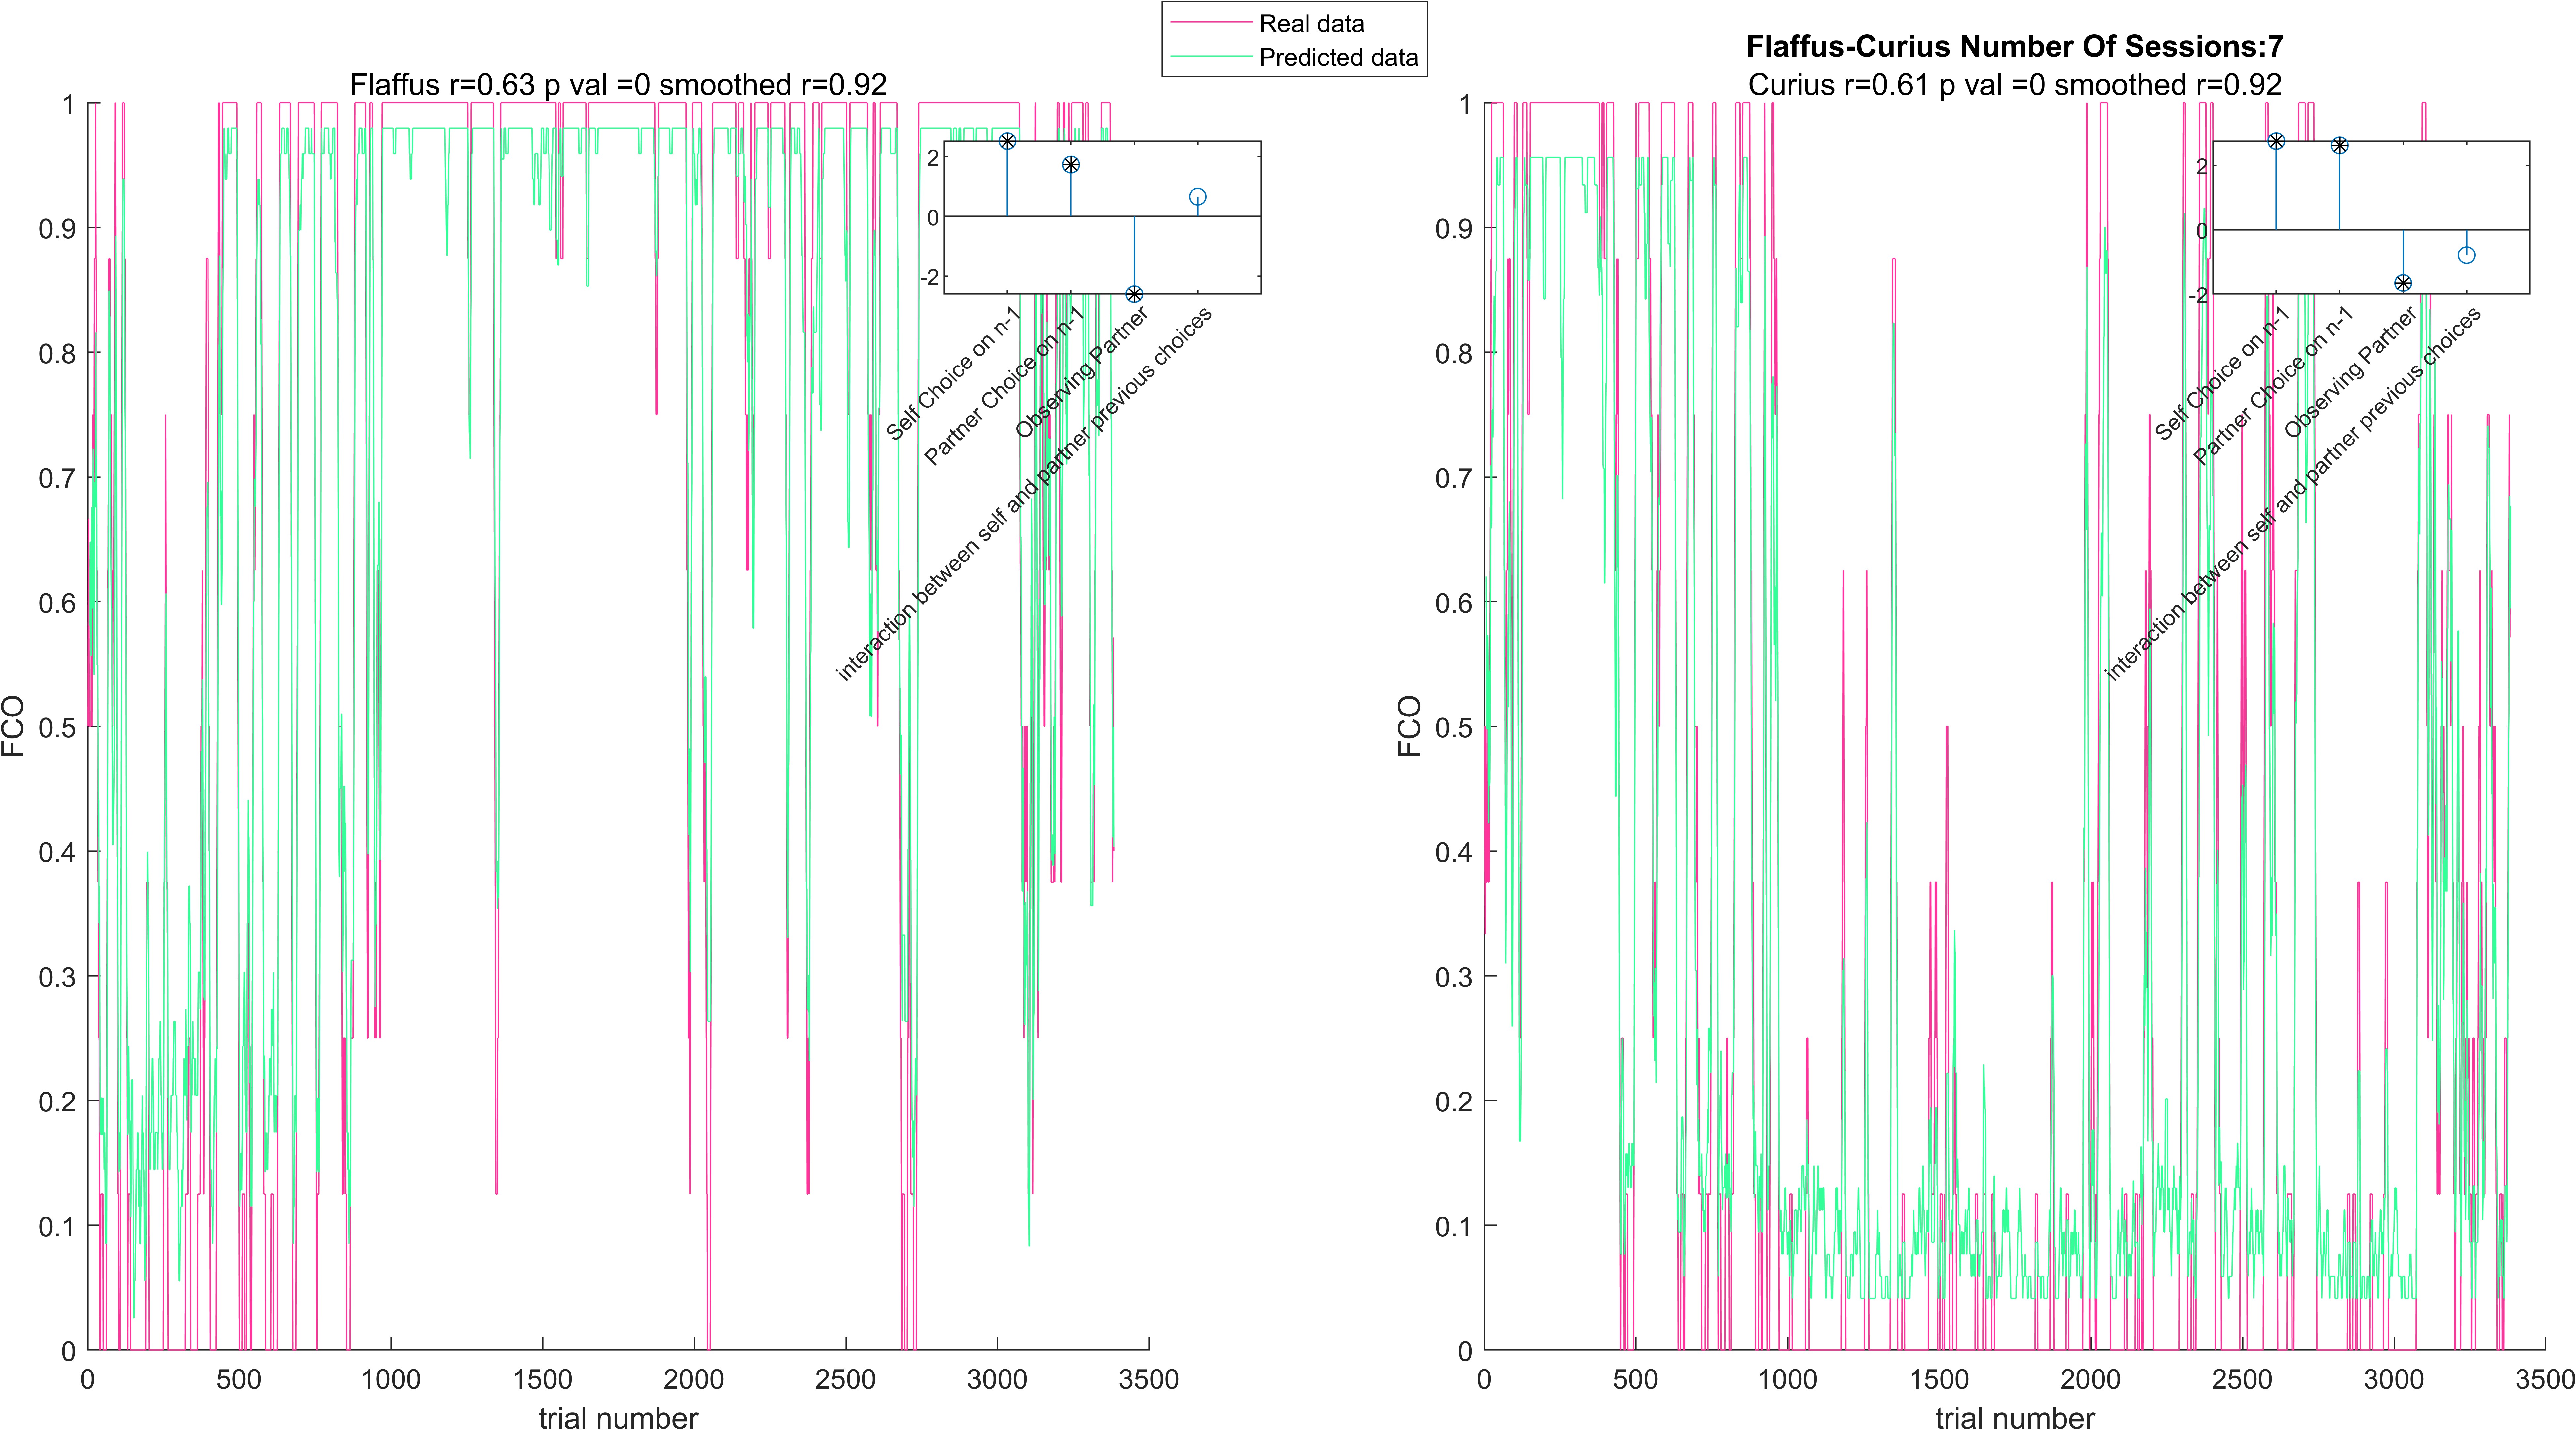 Real data
Predicted data
Flaffus r=0.63 p val =0 smoothed r=0.92
1
0.9
0.8
0.7
0.6
0.5
0.4
0.3
0.2
0.1
0
FCO
0
500
1000
1500
2000
2500
3000
3500
trial number
2
0
-2
Self Choice on n-1
Partner Choice on n-1
Observing Partner
interaction between self and partner previous choices
Flaffus-Curius Number Of Sessions:7
Curius r=0.61 p val =0 smoothed r=0.92
1
0.9
0.8
0.7
0.6
0.5
0.4
0.3
0.2
0.1
0
FCO
0
500
1000
1500
2000
2500
3000
3500
trial number
2
0
-2
Self Choice on n-1
Partner Choice on n-1
Observing Partner
interaction between self and partner previous choices